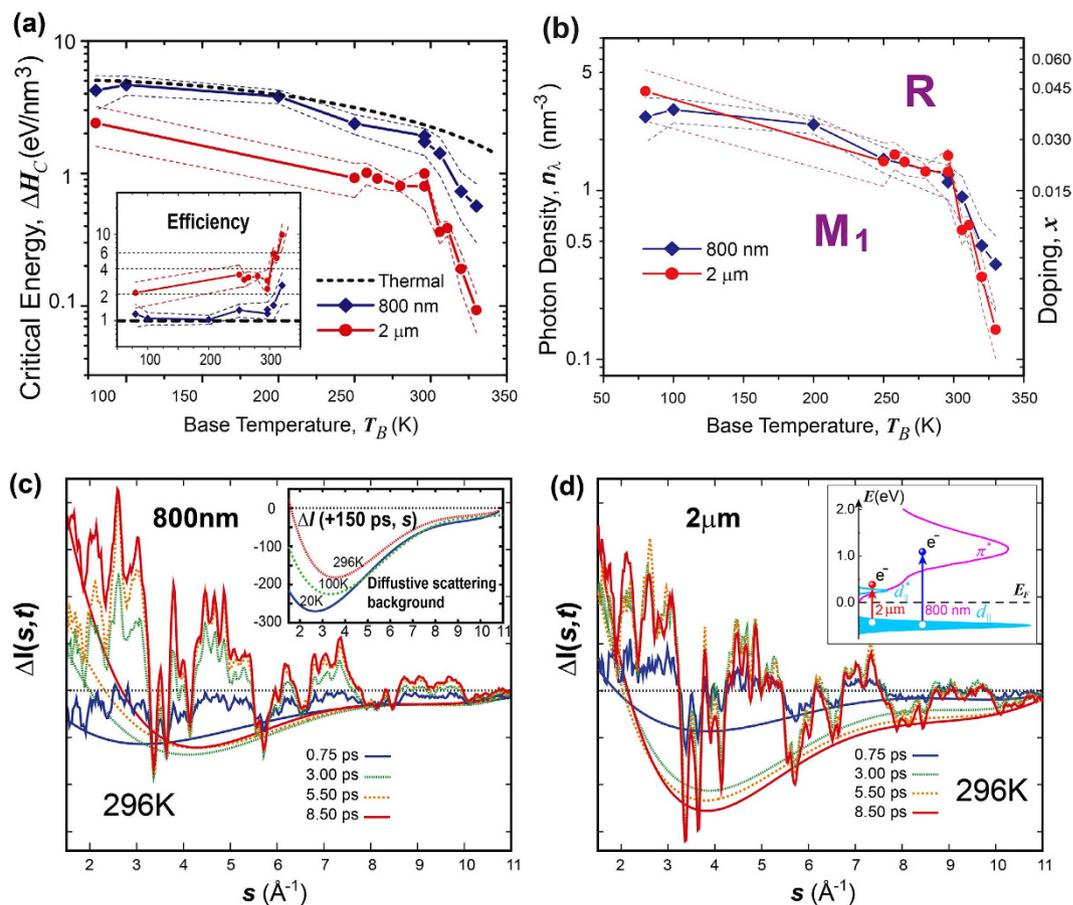 (a)
10
1
0.1
Critical Energy, ΔH_C (eV/nm³)
Efficiency
10
6
4
2
1
100
200
300
Thermal
800 nm
2 μm
100
150
200
250
300
350
Base Temperature, T_B (K)
(b)
5
1
0.5
0.1
Photon Density, n_λ (nm⁻³)
R
M₁
800 nm
2 μm
0.060
0.045
0.030
0.015
Doping, x
50
100
150
200
250
300
350
Base Temperature, T_B (K)
(c)
800nm
ΔI(s,t)
0
-100
-200
-300
ΔI (+150 ps, s)
296K
100K
20K
Diffustive scattering
background
2 3 4 5 6 7 8 9 10 11
0.75 ps
3.00 ps
5.50 ps
8.50 ps
296K
2 3 4 5 6 7 8 9 10 11
s (Å⁻¹)
(d)
2μm
ΔI(s,t)
E(eV)
2.0
1.0
0.0
e⁻
e⁻
π*
d*||
E_F
2 μm
800 nm
d||
0.75 ps
3.00 ps
5.50 ps
8.50 ps
296K
2 3 4 5 6 7 8 9 10 11
s (Å⁻¹)